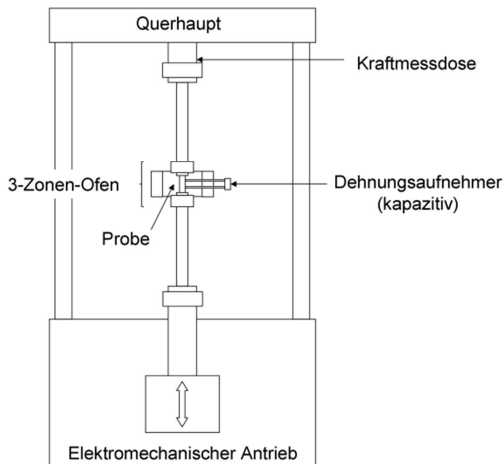 Querhaupt
Kraftmessdose
3-Zonen-Ofen
Dehnungsaufnehmer
(kapazitiv)
Probe
Elektromechanischer Antrieb